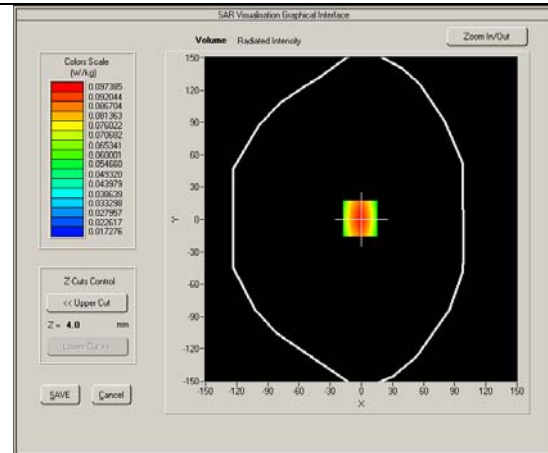 SAR Visualisation Graphical Interface
Volume Radiated Intensity
Zoom In/Out
Colors Scale
(W/kg)
0.097385
0.092044
0.086704
0.081363
0.076022
0.070682
0.065341
0.060001
0.054660
0.049320
0.043979
0.038639
0.033298
0.027957
0.022617
0.017276
Z-Cuts Control
<< Upper Cut
Z = 4.0 mm
Lower Cut >>
SAVE Cancel
150
120
90
60
30
0
-30
-60
-90
-120
-150
Y
-150 -120 -90 -60 -30 0 30 60 90 120 150
X